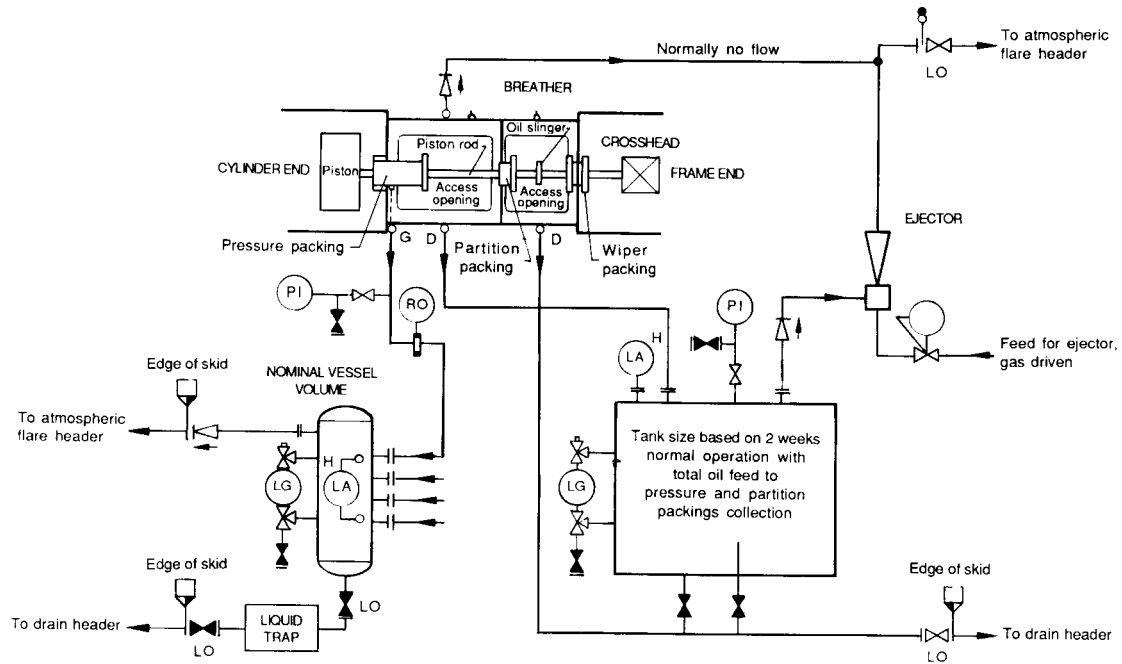 To atmospheric
flare header
LO
Normally no flow
BREATHER
Oil slinger
Piston rod
CROSSHEAD
CYLINDER END
Piston
FRAME END
Access
opening
Access
opening
EJECTOR
Pressure packing
G
D
Partition
packing
D
Wiper
packing
PI
RO
PI
H
LA
Feed for ejector,
gas driven
Edge of skid
NOMINAL VESSEL
VOLUME
To atmospheric
flare header
Tank size based on 2 weeks
normal operation with
total oil feed to
pressure and partition
packings collection
H
LG
LA
LG
Edge of skid
Edge of skid
LO
To drain header
LIQUID
TRAP
LO
To drain header
LO